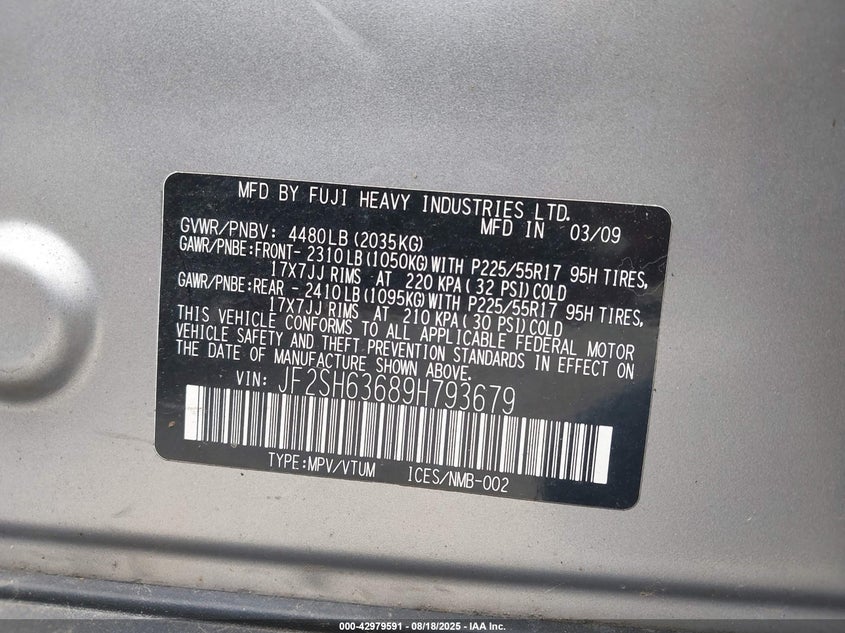 MFD BY FUJI HEAVY INDUSTRIES LTD.
MFD IN 03/09
GVWR/PNBV: 4480LB(2035KG)
GAWR/PNBE:FRONT- 2310LB(1050KG)WITH P225/55R17 95H TIRES,
17X7JJ RIMS AT 220 KPA(32 PSI)COLD
GAWR/PNBE:REAR - 2410LB(1095KG)WITH P225/55R17 95H TIRES,
17X7JJ RIMS AT 210 KPA(30 PSI)COLD
THIS VEHICLE CONFORMS TO ALL APPLICABLE FEDERAL MOTOR
VEHICLE SAFETY AND THEFT PREVENTION STANDARDS IN EFFECT ON
THE DATE OF MANUFACTURE SHOWN ABOVE.
VIN: JF2SH63689H793679
TYPE:MPV/VTUM ICES/NMB-002
000-42979591 - 08/18/2025 - IAA Inc.